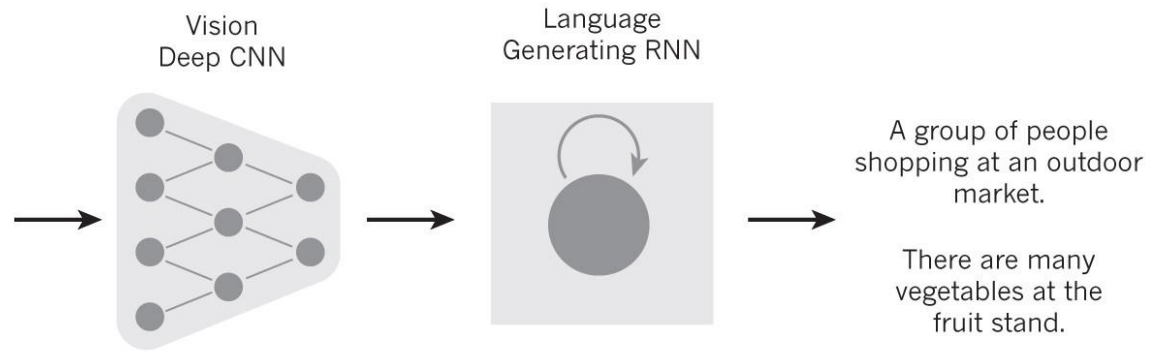 Vision
Deep CNN
Language
Generating RNN
A group of people
shopping at an outdoor
market.
There are many
vegetables at the
fruit stand.